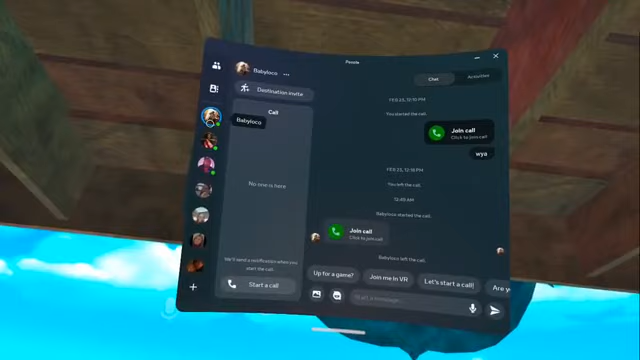 People
Babyloco ...
Chat
Activities
Destination invite
FEB 23, 12:10 PM
You started the call.
Call
Babyloco
Join call
Click to join call
wya
FEB 23, 12:18 PM
No one is here
You left the call.
12:40 AM
Babyloco started the call.
Join call
Click to join call
Babyloco left the call.
We'll send a notification when you
start the call.
Up for a game?
Join me in VR
Let's start a call!
Are yo
Start a call
Start a message...